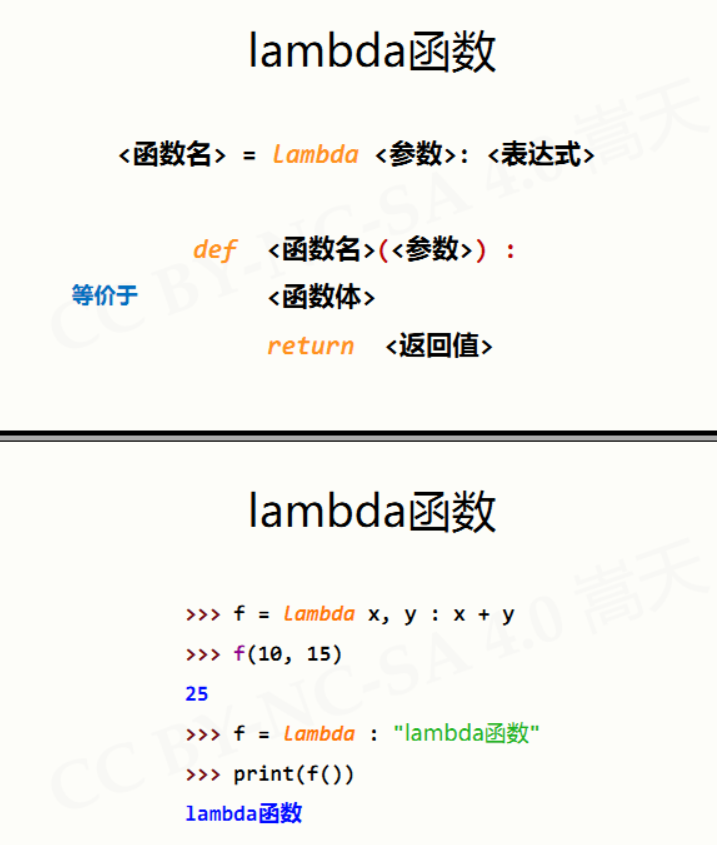 lambda函数
<函数名> = lambda <参数>: <表达式>
def <函数名>(<参数>) :
等价于 <函数体>
return <返回值>
CC BY-NC-SA 4.0 嵩天
lambda函数
>>> f = lambda x, y : x + y
>>> f(10, 15)
25
>>> f = lambda : "lambda函数"
>>> print(f())
lambda函数
CC BY-NC-SA 4.0 嵩天